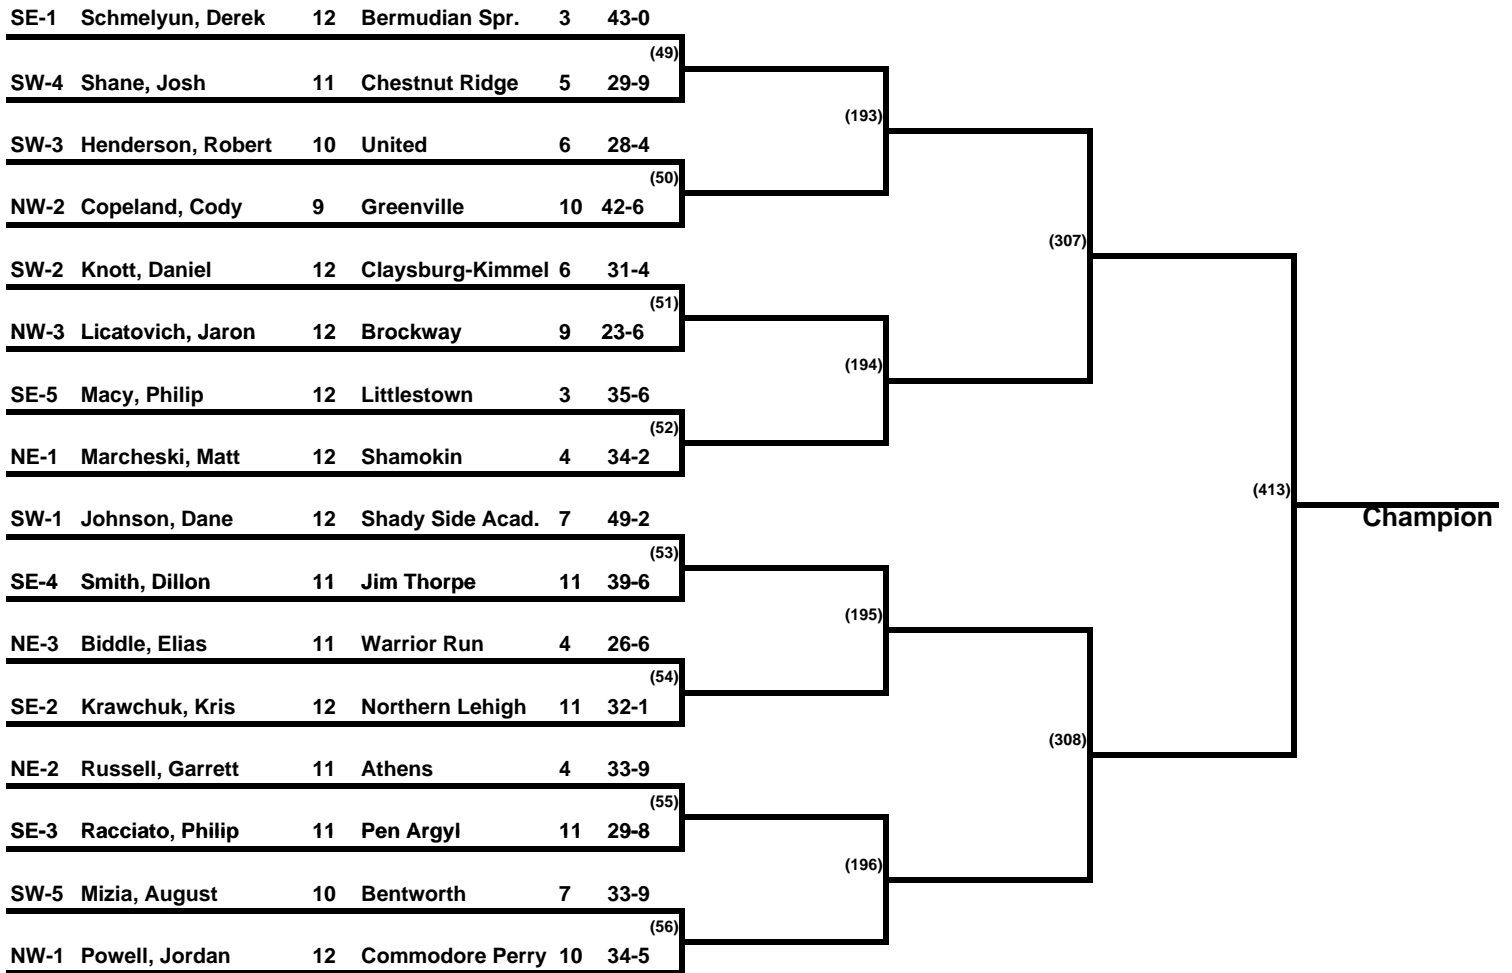 SE-1 Schmelyun, Derek 12 Bermudian Spr. 3 43-0
(49)
SW-4 Shane, Josh 11 Chestnut Ridge 5 29-9
(193)
SW-3 Henderson, Robert 10 United 6 28-4
(50)
NW-2 Copeland, Cody 9 Greenville 10 42-6
(307)
SW-2 Knott, Daniel 12 Claysburg-Kimmel 6 31-4
(51)
NW-3 Licatovich, Jaron 12 Brockway 9 23-6
(194)
SE-5 Macy, Philip 12 Littlestown 3 35-6
(52)
NE-1 Marcheski, Matt 12 Shamokin 4 34-2
(413)
SW-1 Johnson, Dane 12 Shady Side Acad. 7 49-2
Champion
(53)
SE-4 Smith, Dillon 11 Jim Thorpe 11 39-6
(195)
NE-3 Biddle, Elias 11 Warrior Run 4 26-6
(54)
SE-2 Krawchuk, Kris 12 Northern Lehigh 11 32-1
(308)
NE-2 Russell, Garrett 11 Athens 4 33-9
(55)
SE-3 Racciato, Philip 11 Pen Argyl 11 29-8
(196)
SW-5 Mizia, August 10 Bentworth 7 33-9
(56)
NW-1 Powell, Jordan 12 Commodore Perry 10 34-5